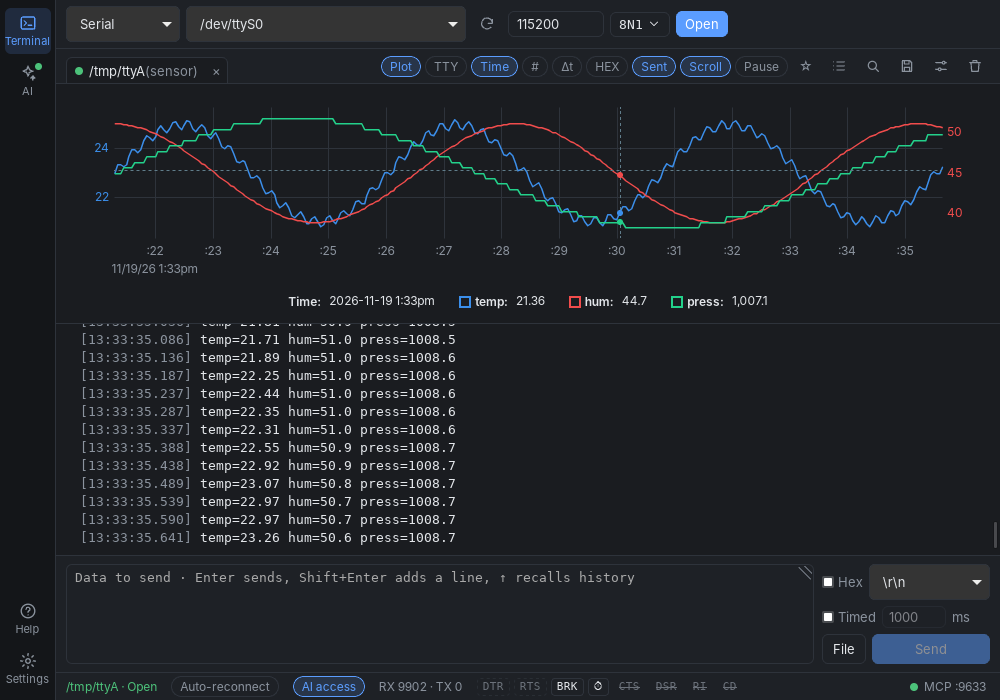 Terminal
AI
Help
Settings
Serial
/dev/ttyS0
115200
8N1
Open
/tmp/ttyA(sensor) ×
Plot TTY Time # Δt HEX Sent Scroll Pause
24
22
50
45
40
:22 :23 :24 :25 :26 :27 :28 :29 :30 :31 :32 :33 :34 :35
11/19/26 1:33pm
Time: 2026-11-19 1:33pm temp: 21.36 hum: 44.7 press: 1,007.1
[13:33:35.086] temp=21.71 hum=51.0 press=1008.5
[13:33:35.136] temp=21.89 hum=51.0 press=1008.6
[13:33:35.187] temp=22.25 hum=51.0 press=1008.6
[13:33:35.237] temp=22.44 hum=51.0 press=1008.6
[13:33:35.287] temp=22.35 hum=51.0 press=1008.6
[13:33:35.337] temp=22.31 hum=51.0 press=1008.6
[13:33:35.388] temp=22.55 hum=50.9 press=1008.7
[13:33:35.438] temp=22.92 hum=50.9 press=1008.7
[13:33:35.489] temp=23.07 hum=50.8 press=1008.7
[13:33:35.539] temp=22.97 hum=50.7 press=1008.7
[13:33:35.590] temp=22.97 hum=50.7 press=1008.7
[13:33:35.641] temp=23.26 hum=50.6 press=1008.7
Data to send · Enter sends, Shift+Enter adds a line, ↑ recalls history
Hex \r\n
Timed 1000 ms
File Send
/tmp/ttyA · Open Auto-reconnect AI access RX 9902 · TX 0 DTR RTS BRK CTS DSR RI CD MCP :9633